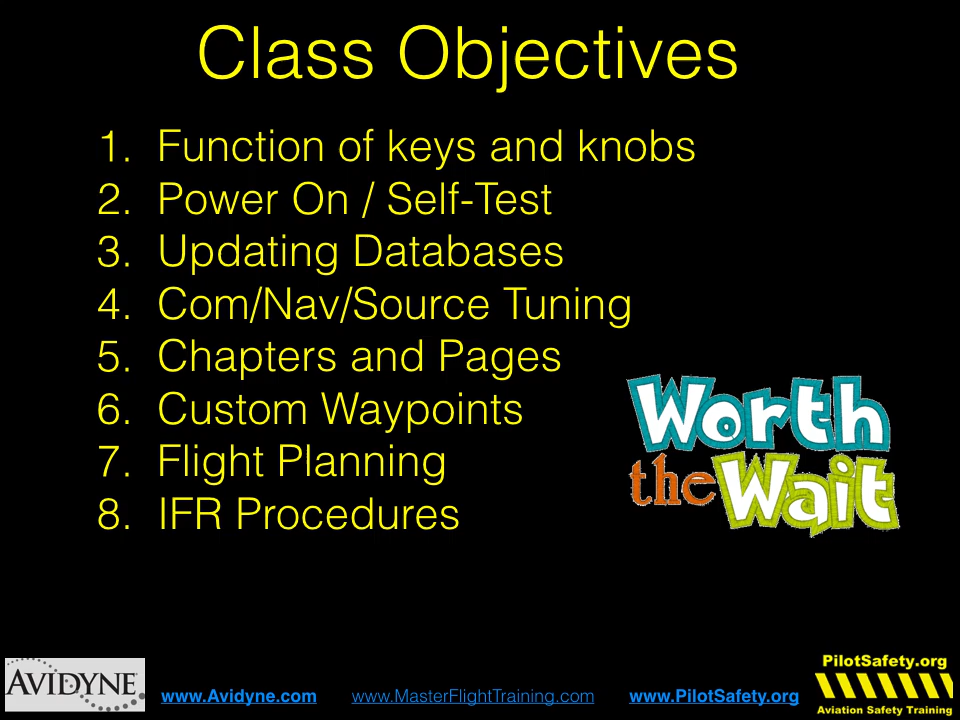 Class Objectives
1. Function of keys and knobs
2. Power On / Self-Test
3. Updating Databases
4. Com/Nav/Source Tuning
5. Chapters and Pages
6. Custom Waypoints
7. Flight Planning
8. IFR Procedures
Worth
the Wait
AVIDYNE
www.Avidyne.com www.MasterFlightTraining.com www.PilotSafety.org
PilotSafety.org
Aviation Safety Training